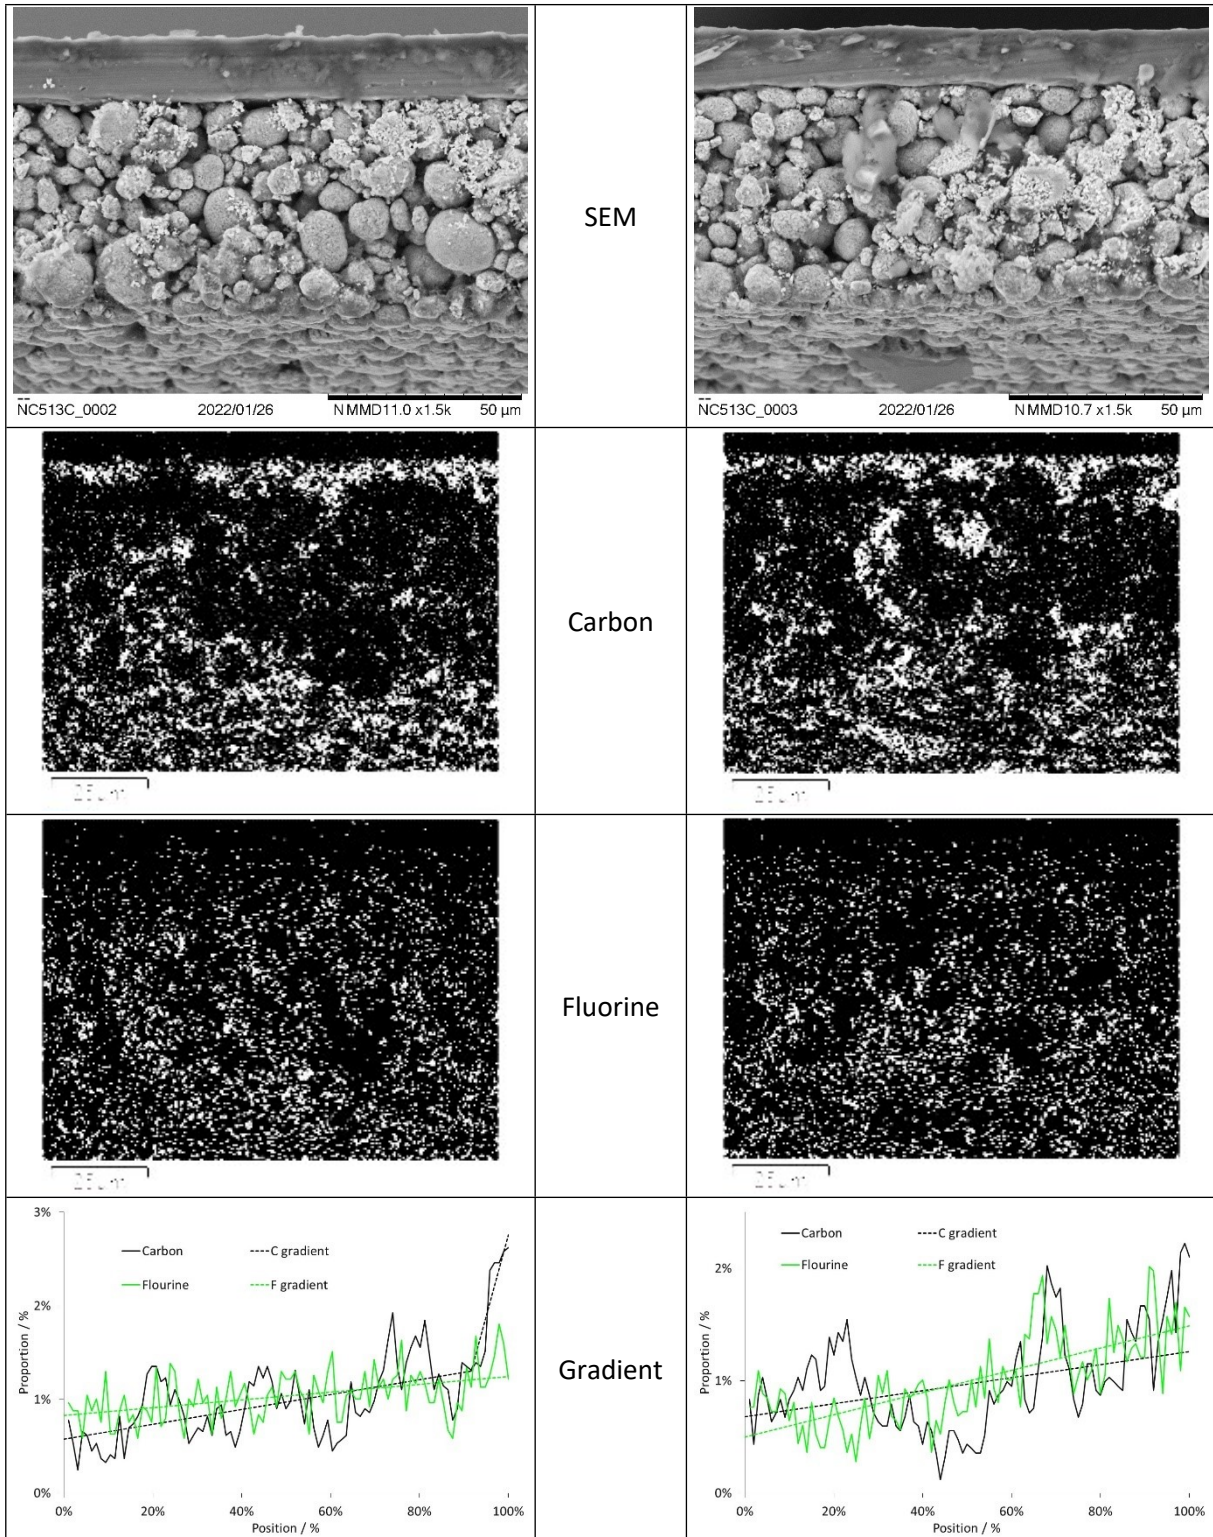 SEM
NC513C_0002 2022/01/26 NMMD11.0 x1.5k 50 µm
NC513C_0003 2022/01/26 NMMD10.7 x1.5k 50 µm
Carbon
Fluorine
Gradient
3%
2%
1%
0%
Proportion / %
Carbon
C gradient
Flourine
F gradient
0% 20% 40% 60% 80% 100%
Position / %
2%
1%
0%
Proportion / %
Carbon
C gradient
Flourine
F gradient
0% 20% 40% 60% 80% 100%
Position / %